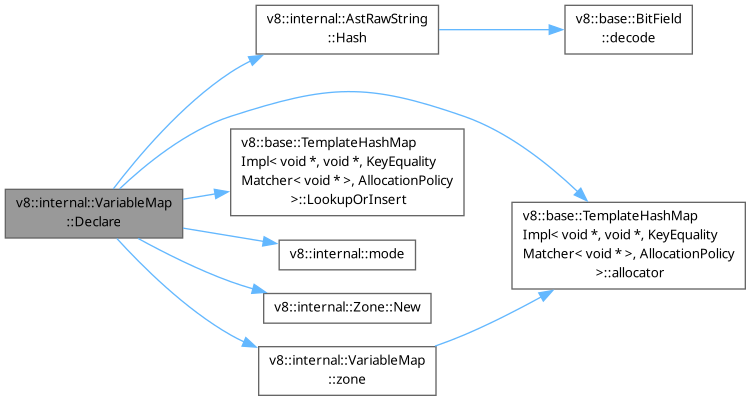 v8::internal::AstRawString
::Hash
v8::base::BitField
::decode
v8::base::TemplateHashMap
Impl< void *, void *, KeyEquality
Matcher< void * >, AllocationPolicy
>::LookupOrInsert
v8::internal::VariableMap
::Declare
v8::base::TemplateHashMap
Impl< void *, void *, KeyEquality
Matcher< void * >, AllocationPolicy
>::allocator
v8::internal::mode
v8::internal::Zone::New
v8::internal::VariableMap
::zone